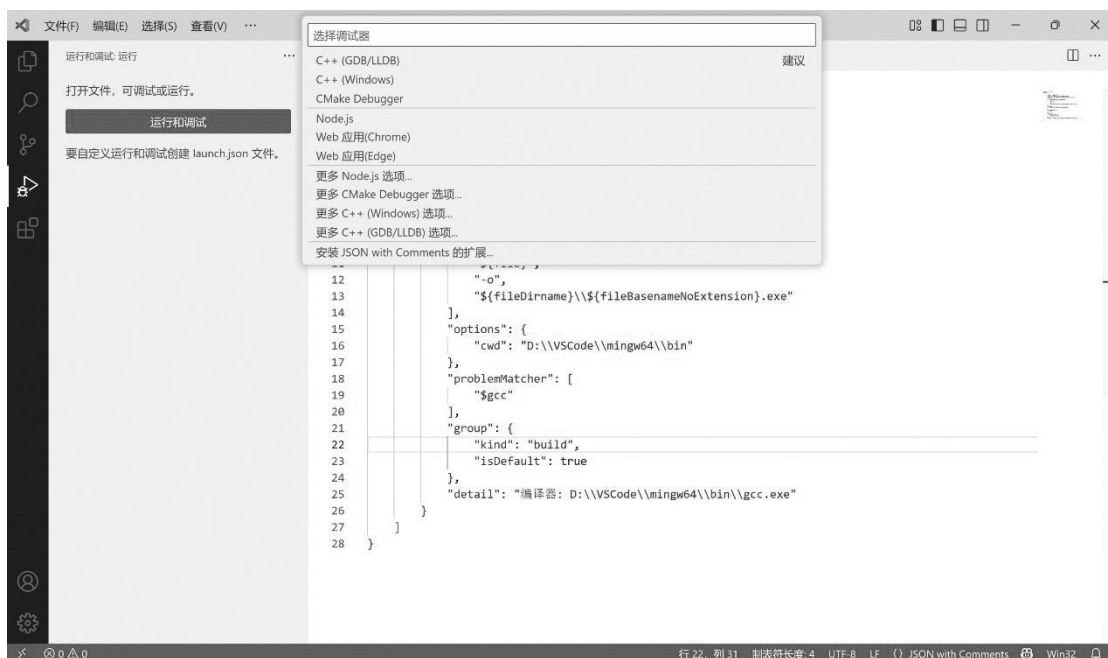 文件(F) 编辑(E) 选择(S) 查看(V) ···
运行和调试: 运行 ···
打开文件，可调试或运行。
运行和调试
要自定义运行和调试创建 launch.json 文件。
选择调试器
C++ (GDB/LLDB) 建议
C++ (Windows)
CMake Debugger
Node.js
Web 应用(Chrome)
Web 应用(Edge)
更多 Node.js 选项...
更多 CMake Debugger 选项...
更多 C++ (Windows) 选项...
更多 C++ (GDB/LLDB) 选项...
安装 JSON with Comments 的扩展...
12 "-o",
13 "${fileDirname}\\${fileBasenameNoExtension}.exe"
14 ],
15 "options": {
16 "cwd": "D:\\VSCode\\mingw64\\bin"
17 },
18 "problemMatcher": [
19 "$gcc"
20 ],
21 "group": {
22 "kind": "build",
23 "isDefault": true
24 },
25 "detail": "编译器: D:\\VSCode\\mingw64\\bin\\gcc.exe"
26 }
27 ]
28 }
0 0 行 22, 列 31 制表符长度: 4 UTF-8 LF {} JSON with Comments Win32